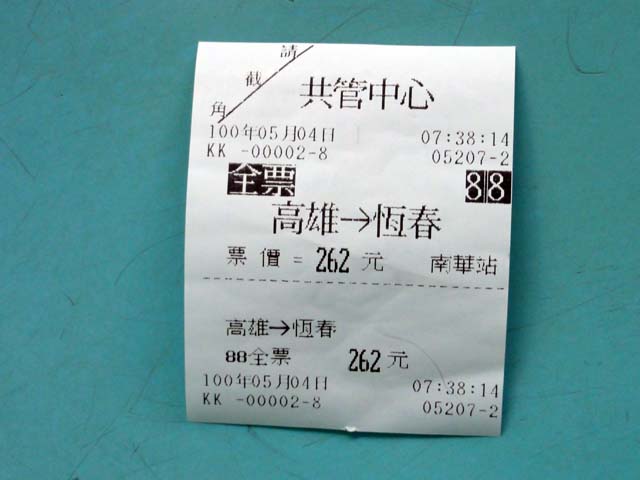 請截角
共管中心
100年05月04日 07:38:14
KK -00002-8 05207-2
全票 88
高雄→恆春
票價 = 262 元 南華站
高雄→恆春
88全票 262 元
100年05月04日 07:38:14
KK -00002-8 05207-2